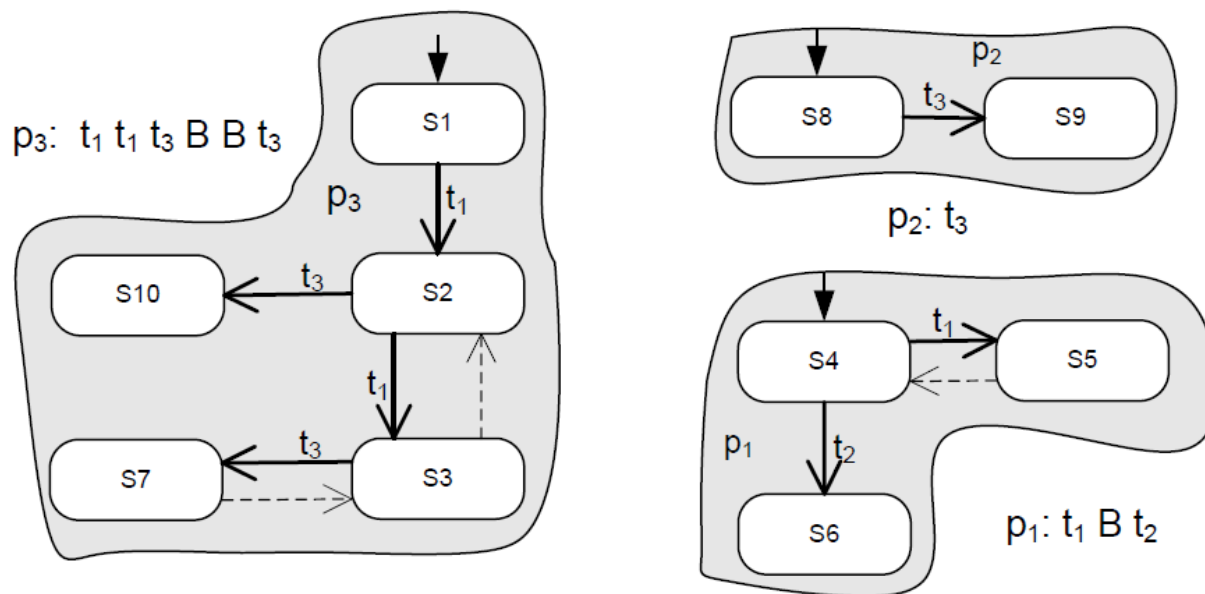 S1
p₃: t₁ t₁ t₃ B B t₃
p₃
t₁
S10
t₃
S2
t₁
S7
t₃
S3
p₂
S8
t₃
S9
p₂: t₃
S4
t₁
S5
p₁
t₂
S6
p₁: t₁ B t₂